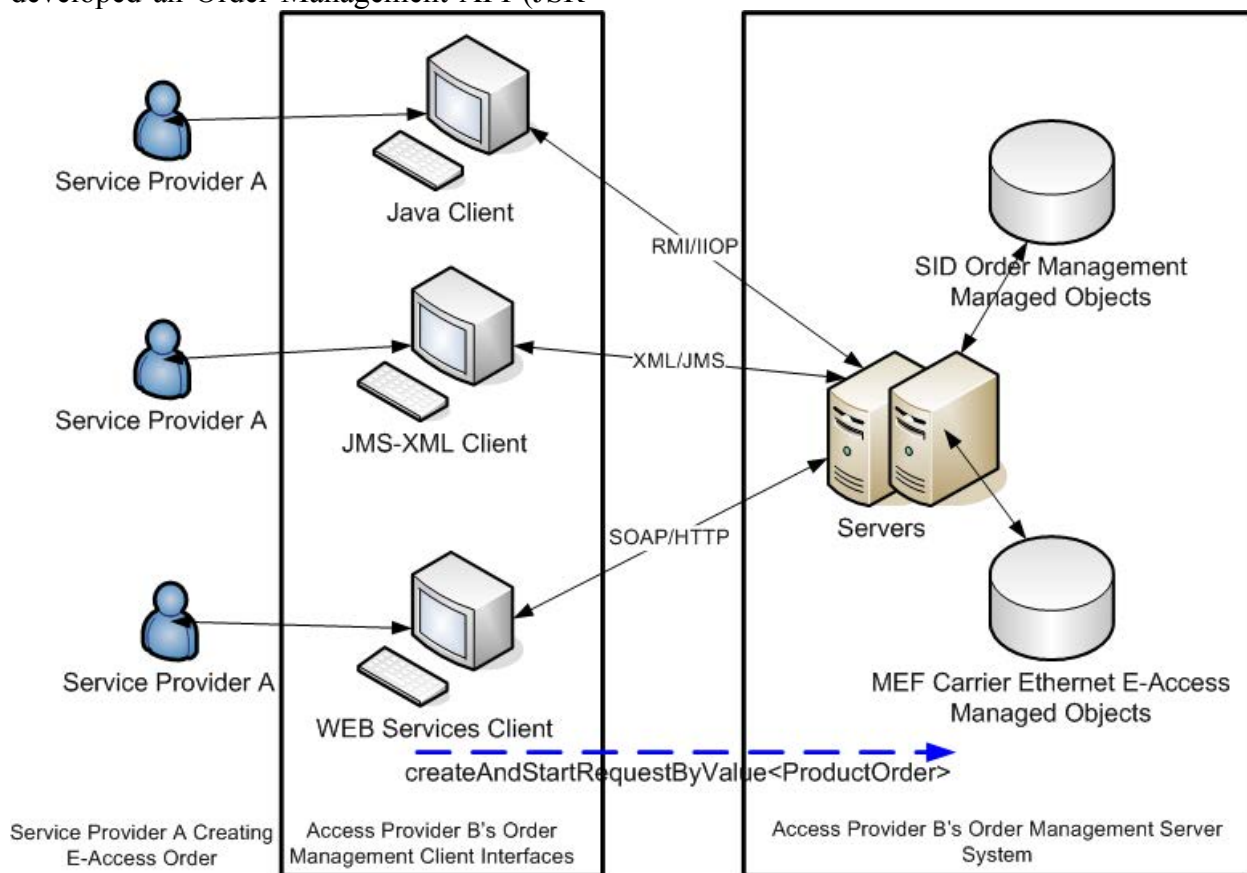 developed an Order Management API (JSR
Service Provider A
Java Client
RMI/IIOP
SID Order Management
Managed Objects
Service Provider A
JMS-XML Client
XML/JMS
Servers
Service Provider A
WEB Services Client
SOAP/HTTP
MEF Carrier Ethernet E-Access
Managed Objects
createAndStartRequestByValue<ProductOrder>
Service Provider A Creating
E-Access Order
Access Provider B's Order
Management Client Interfaces
Access Provider B's Order Management Server
System